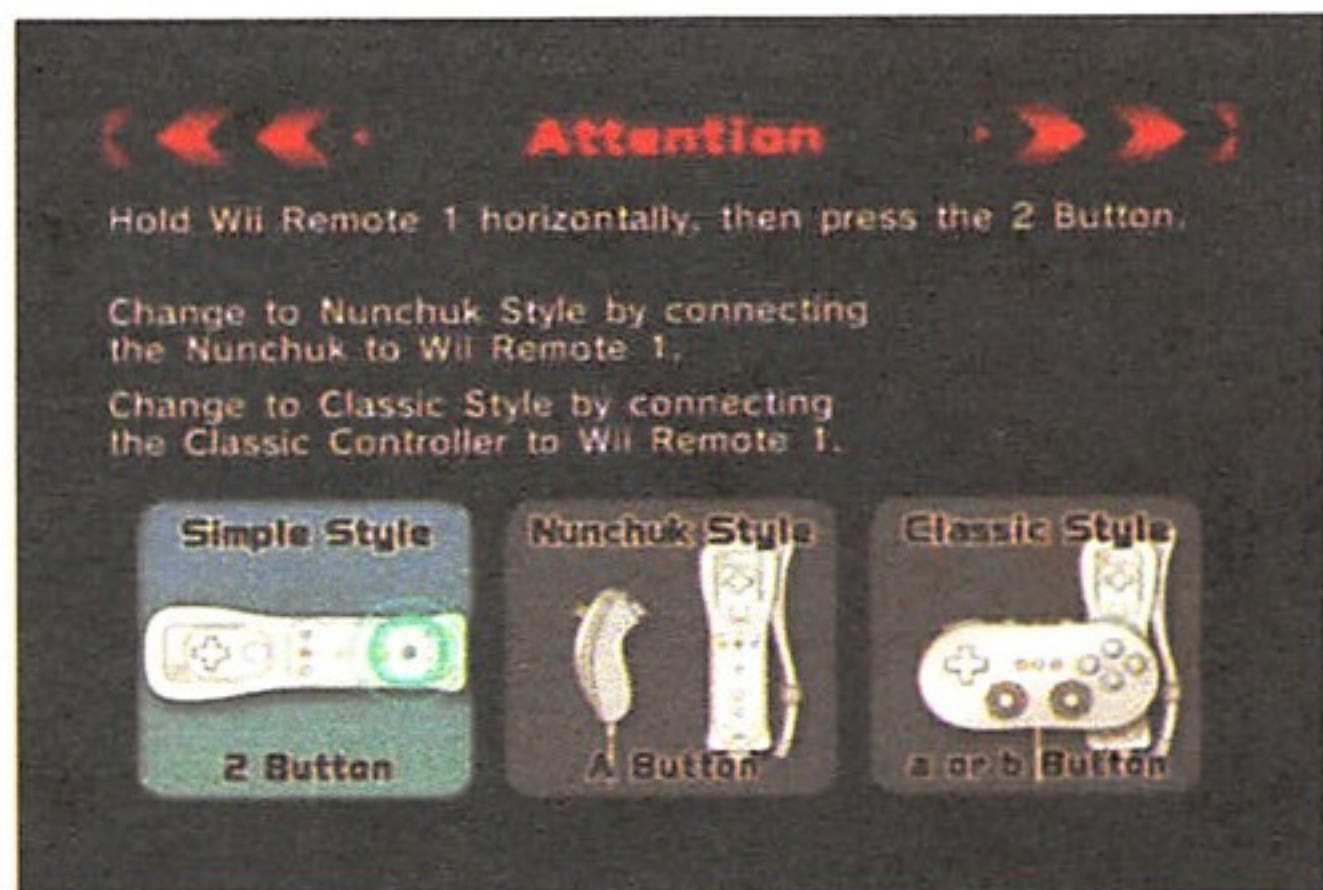 Attention
Hold Wii Remote 1 horizontally, then press the 2 Button.
Change to Nunchuk Style by connecting
the Nunchuk to Wii Remote 1.
Change to Classic Style by connecting
the Classic Controller to Wii Remote 1.
Simple Style
Nunchuk Style
Classic Style
2 Button
A Button
a or b Button